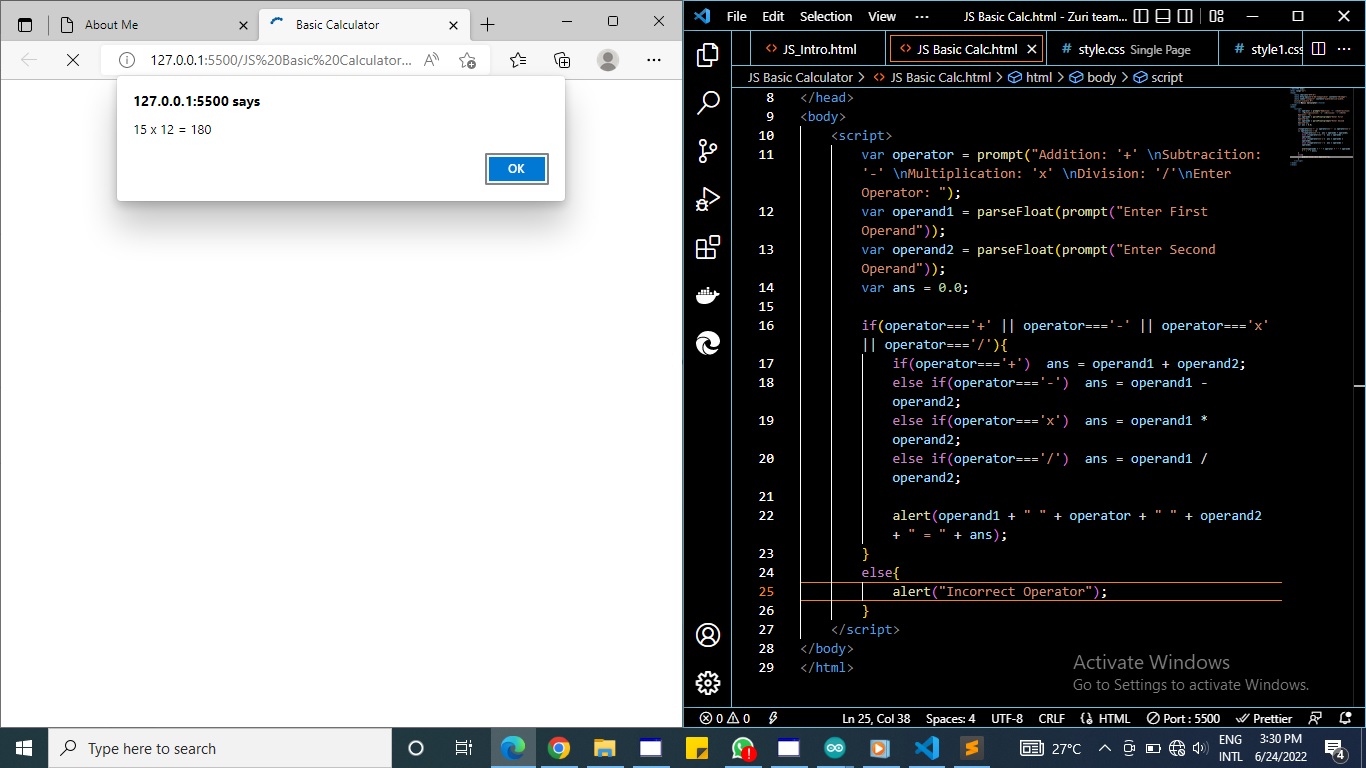 About Me
Basic Calculator
127.0.0.1:5500/JS%20Basic%20Calculator...
127.0.0.1:5500 says
15 x 12 = 180
OK
File Edit Selection View ··· JS Basic Calc.html - Zuri team...
JS_Intro.html JS Basic Calc.html style.css Single Page style1.css
JS Basic Calculator > JS Basic Calc.html > html > body > script
8 </head>
9 <body>
10 <script>
11 var operator = prompt("Addition: '+' \nSubtracition:
'-' \nMultiplication: 'x' \nDivision: '/'\nEnter
Operator: ");
12 var operand1 = parseFloat(prompt("Enter First
Operand"));
13 var operand2 = parseFloat(prompt("Enter Second
Operand"));
14 var ans = 0.0;
15
16 if(operator==='+' || operator==='-' || operator==='x'
|| operator==='/'){
17 if(operator==='+') ans = operand1 + operand2;
18 else if(operator==='-') ans = operand1 -
operand2;
19 else if(operator==='x') ans = operand1 *
operand2;
20 else if(operator==='/') ans = operand1 /
operand2;
21
22 alert(operand1 + " " + operator + " " + operand2
+ " = " + ans);
23 }
24 else{
25 alert("Incorrect Operator");
26 }
27 </script>
28 </body>
29 </html>
Activate Windows
Go to Settings to activate Windows.
0 0 Ln 25, Col 38 Spaces: 4 UTF-8 CRLF HTML Port : 5500 Prettier
Type here to search
27°C
ENG
INTL
3:30 PM
6/24/2022
4